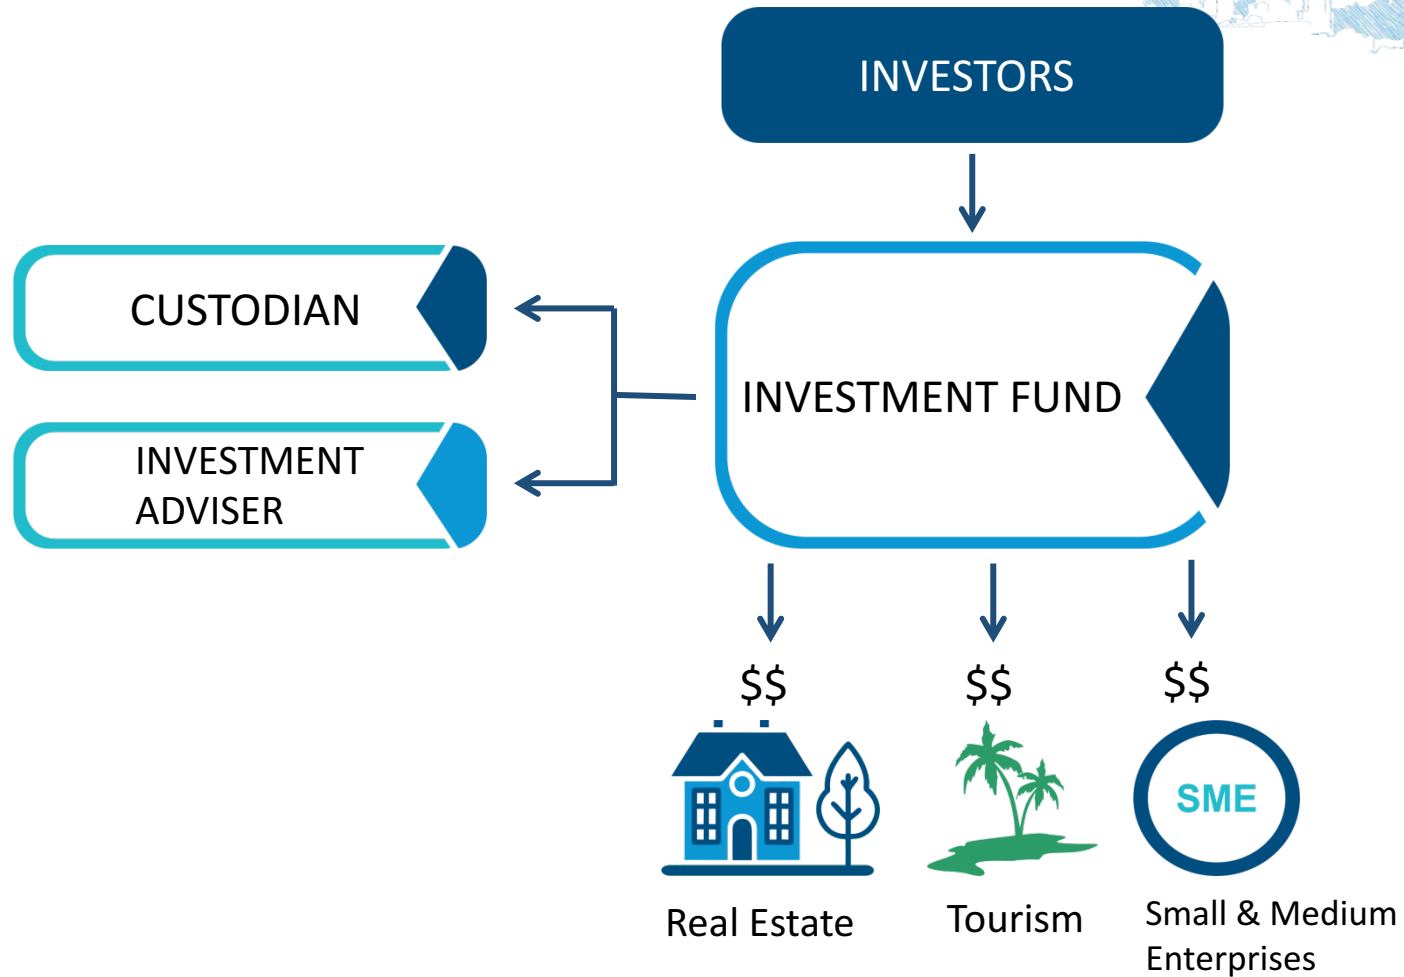 INVESTORS
CUSTODIAN
INVESTMENT
ADVISER
INVESTMENT FUND
$$
$$
$$
SME
Real Estate
Tourism
Small & Medium
Enterprises